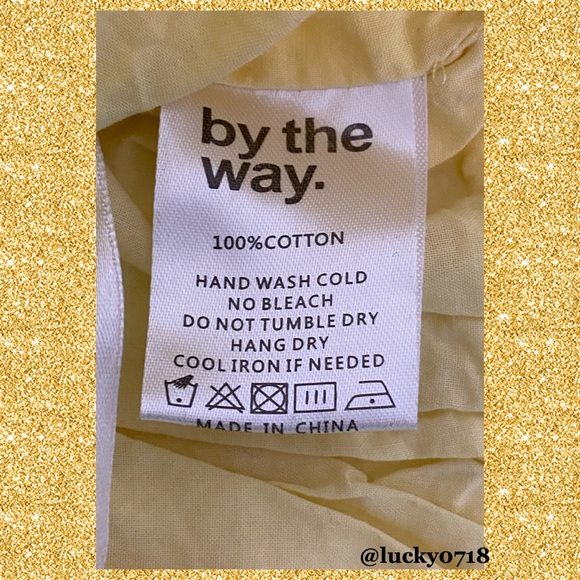 by the
way.
100%COTTON
HAND WASH COLD
NO BLEACH
DO NOT TUMBLE DRY
HANG DRY
COOL IRON IF NEEDED
MADE IN CHINA
@lucky0718